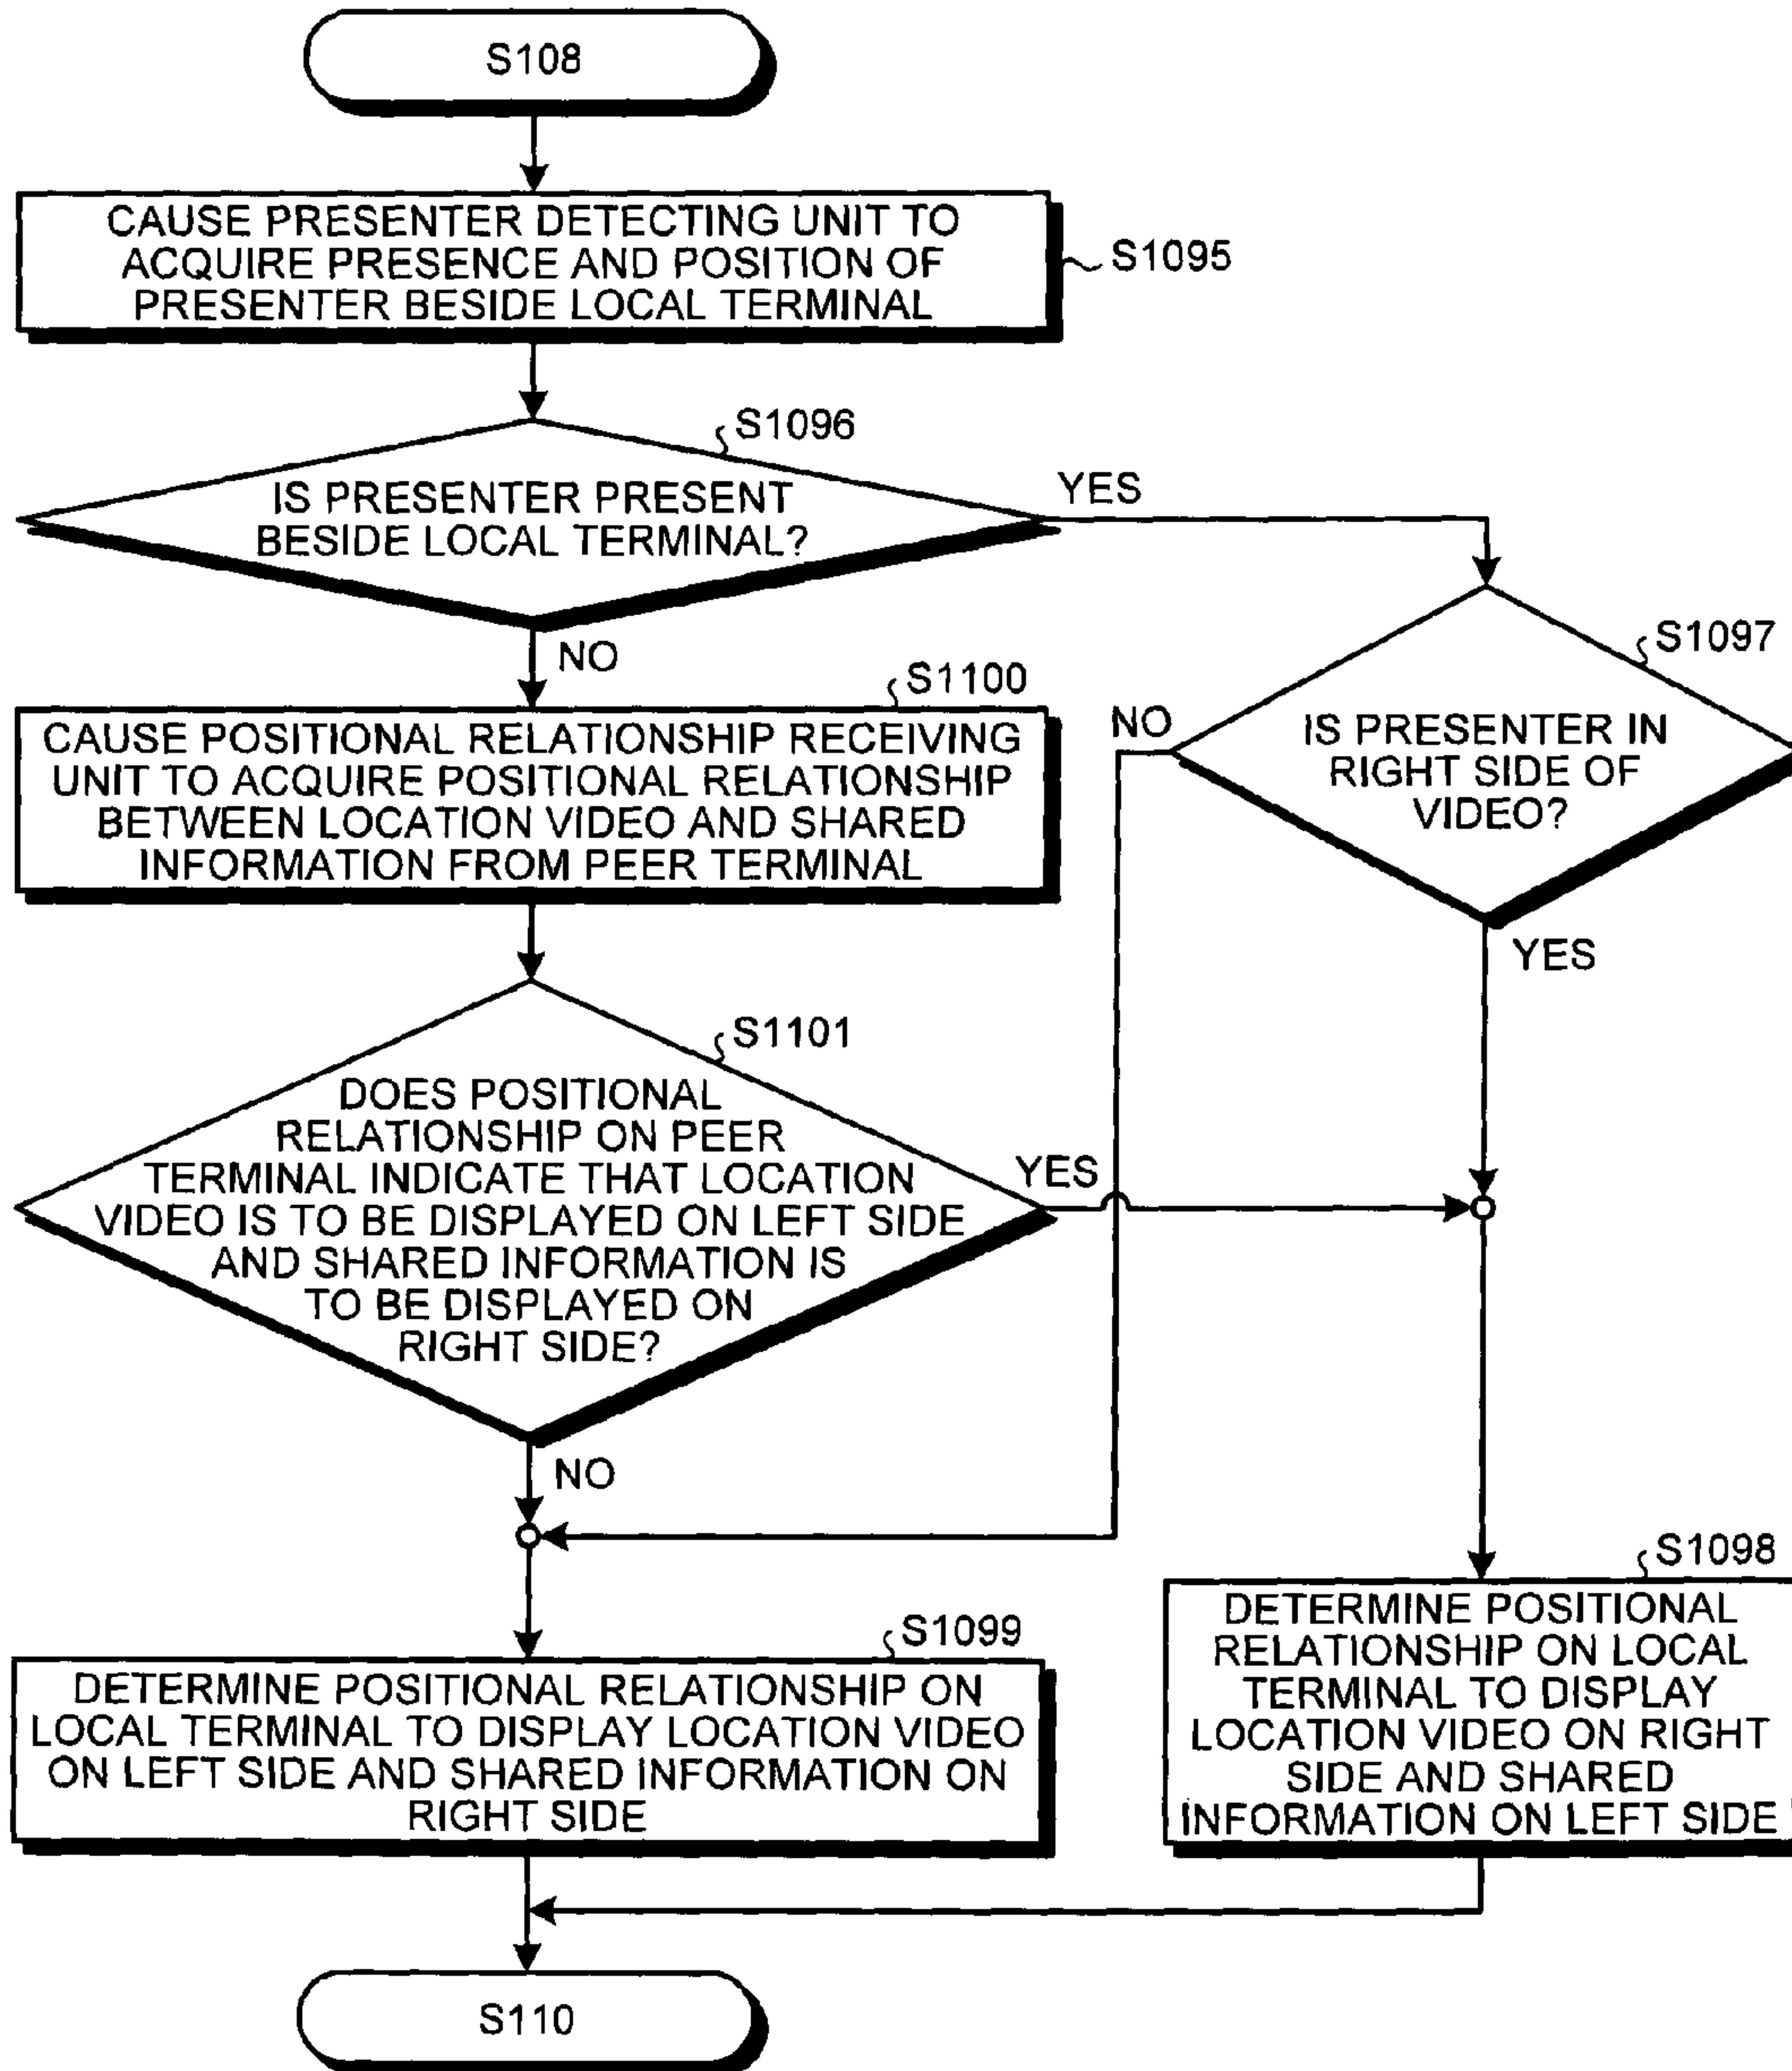 S108
CAUSE PRESENTER DETECTING UNIT TO
ACQUIRE PRESENCE AND POSITION OF
PRESENTER BESIDE LOCAL TERMINAL
S1095
S1096
IS PRESENTER PRESENT
BESIDE LOCAL TERMINAL?
YES
NO
S1097
IS PRESENTER IN
RIGHT SIDE OF
VIDEO?
NO
YES
S1100
CAUSE POSITIONAL RELATIONSHIP RECEIVING
UNIT TO ACQUIRE POSITIONAL RELATIONSHIP
BETWEEN LOCATION VIDEO AND SHARED
INFORMATION FROM PEER TERMINAL
S1101
DOES POSITIONAL
RELATIONSHIP ON PEER
TERMINAL INDICATE THAT LOCATION
VIDEO IS TO BE DISPLAYED ON LEFT SIDE
AND SHARED INFORMATION IS
TO BE DISPLAYED ON
RIGHT SIDE?
YES
NO
S1099
DETERMINE POSITIONAL RELATIONSHIP ON
LOCAL TERMINAL TO DISPLAY LOCATION VIDEO
ON LEFT SIDE AND SHARED INFORMATION ON
RIGHT SIDE
S1098
DETERMINE POSITIONAL
RELATIONSHIP ON LOCAL
TERMINAL TO DISPLAY
LOCATION VIDEO ON RIGHT
SIDE AND SHARED
INFORMATION ON LEFT SIDE
S110